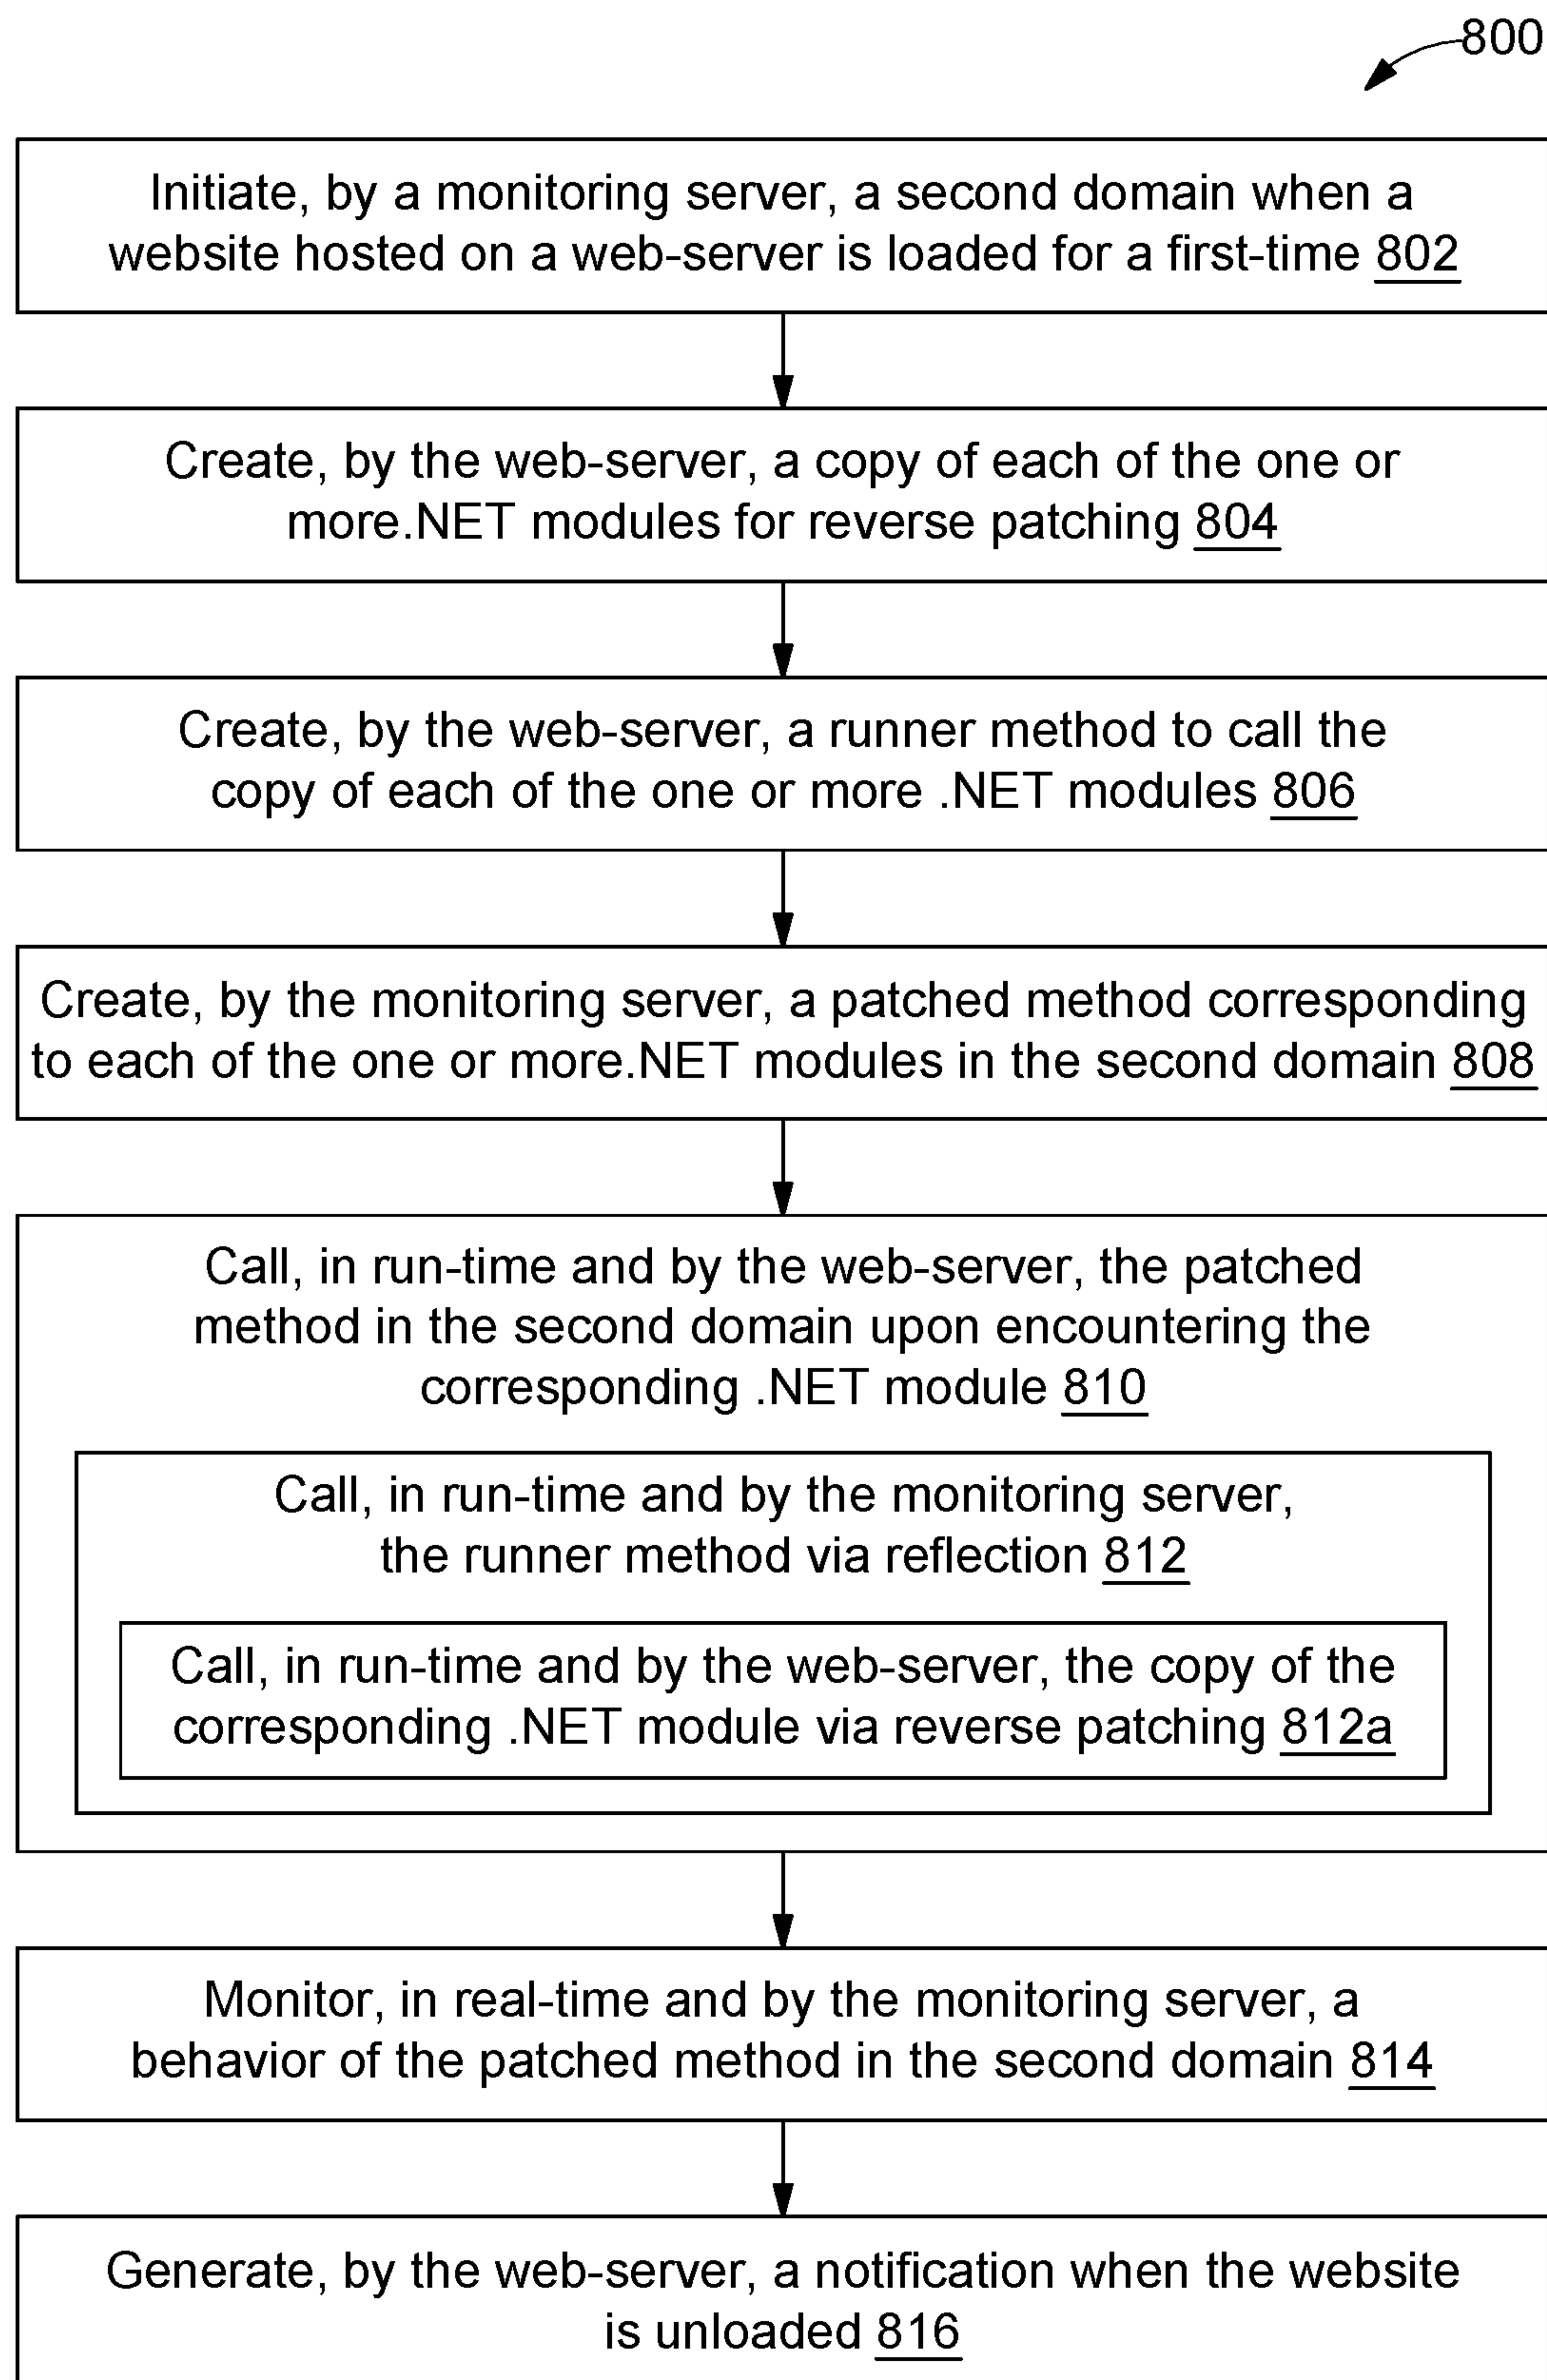 800
Initiate, by a monitoring server, a second domain when a
website hosted on a web-server is loaded for a first-time 802
Create, by the web-server, a copy of each of the one or
more.NET modules for reverse patching 804
Create, by the web-server, a runner method to call the
copy of each of the one or more .NET modules 806
Create, by the monitoring server, a patched method corresponding
to each of the one or more.NET modules in the second domain 808
Call, in run-time and by the web-server, the patched
method in the second domain upon encountering the
corresponding .NET module 810
Call, in run-time and by the monitoring server,
the runner method via reflection 812
Call, in run-time and by the web-server, the copy of the
corresponding .NET module via reverse patching 812a
Monitor, in real-time and by the monitoring server, a
behavior of the patched method in the second domain 814
Generate, by the web-server, a notification when the website
is unloaded 816